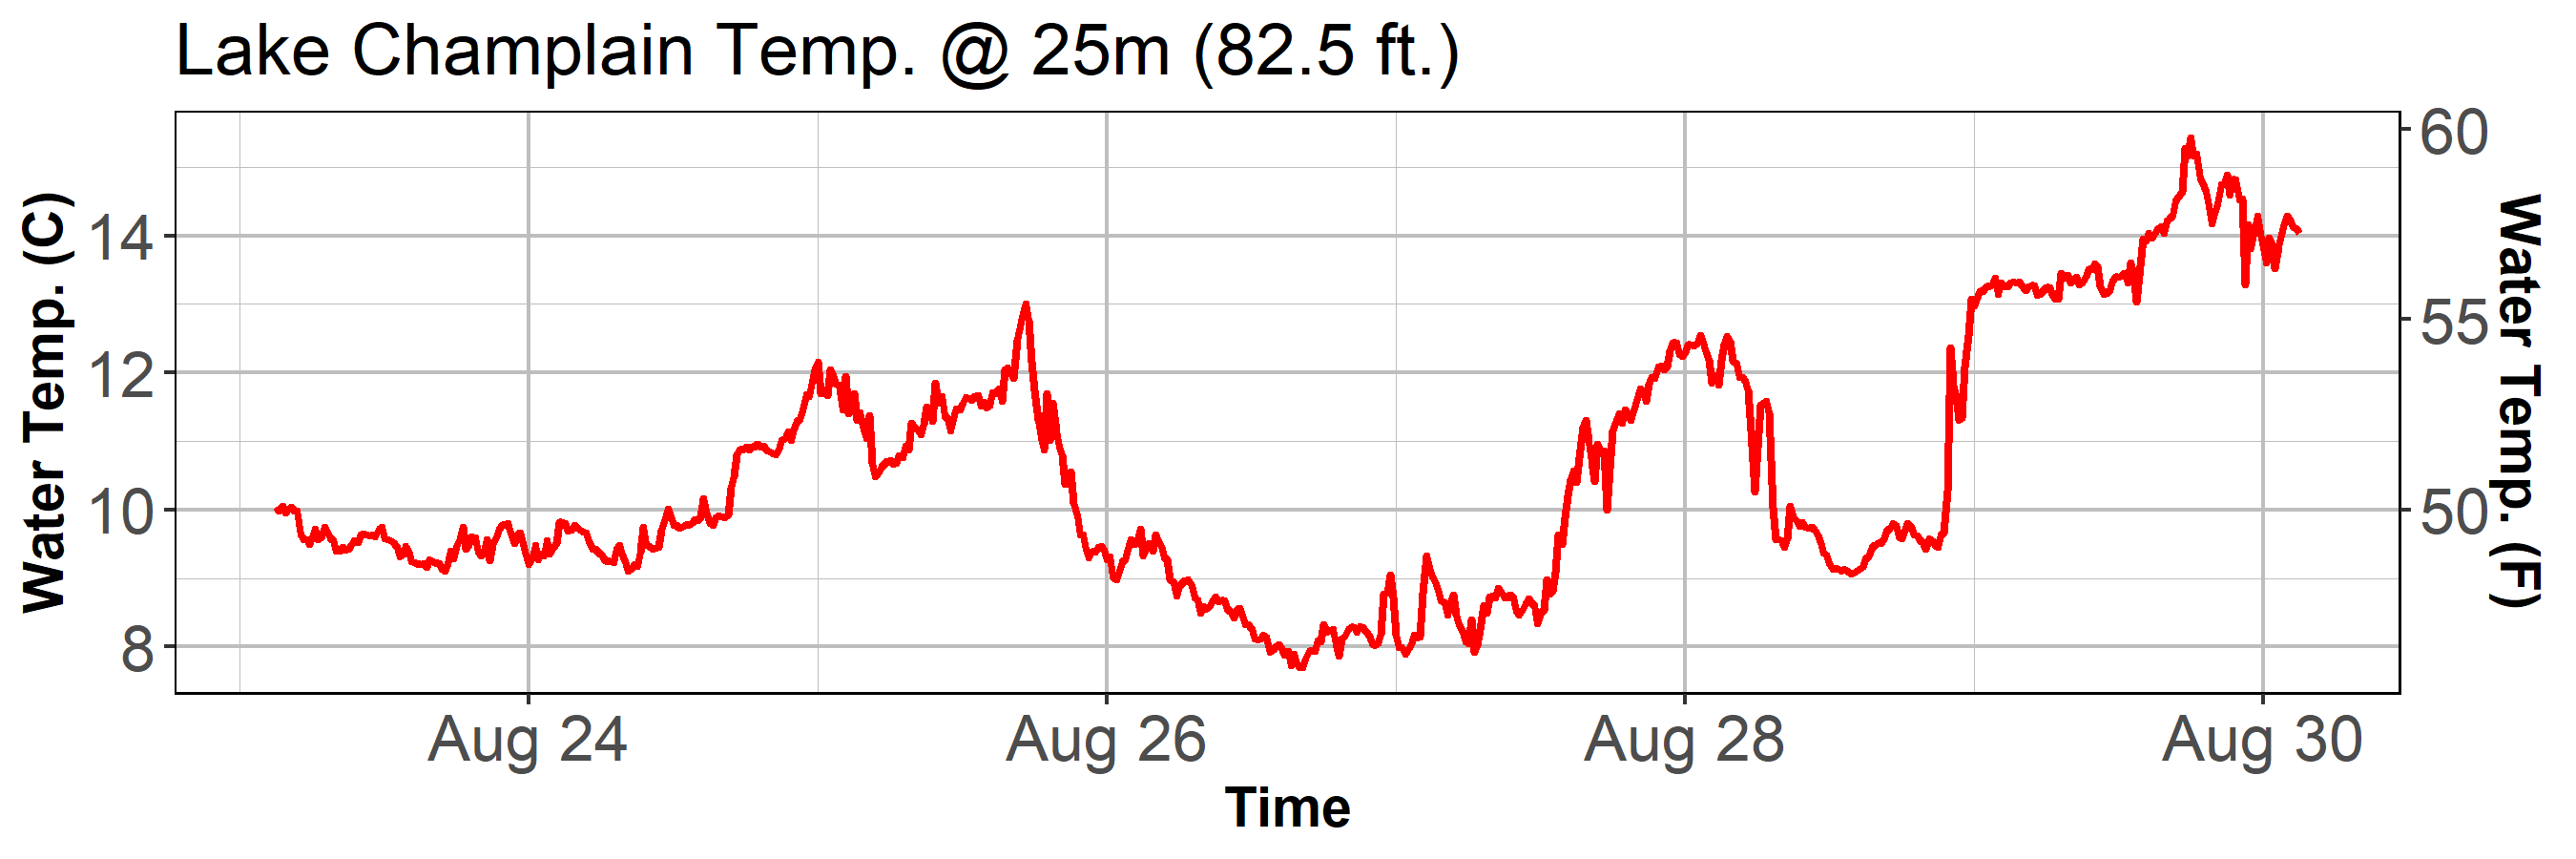 Lake Champlain Temp. @ 25m (82.5 ft.)
Water Temp. (C)
14
12
10
8
60
55
50
Water Temp. (F)
Aug 24
Aug 26
Aug 28
Aug 30
Time